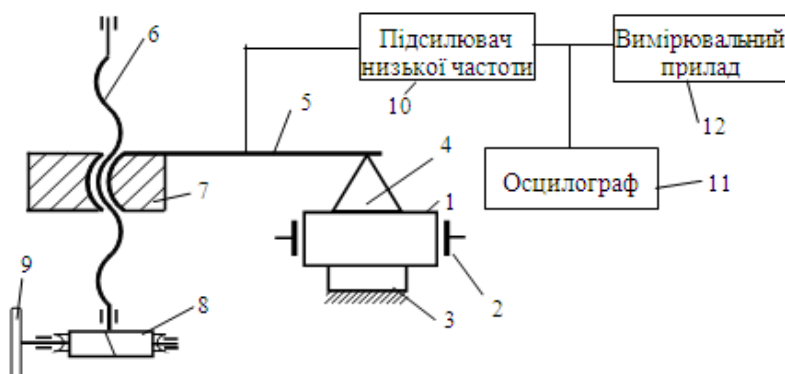 6
Підсилювач
низької частоти
10
Вимірювальний
прилад
12
5
4
Осцилограф
11
7
1
2
3
9
8